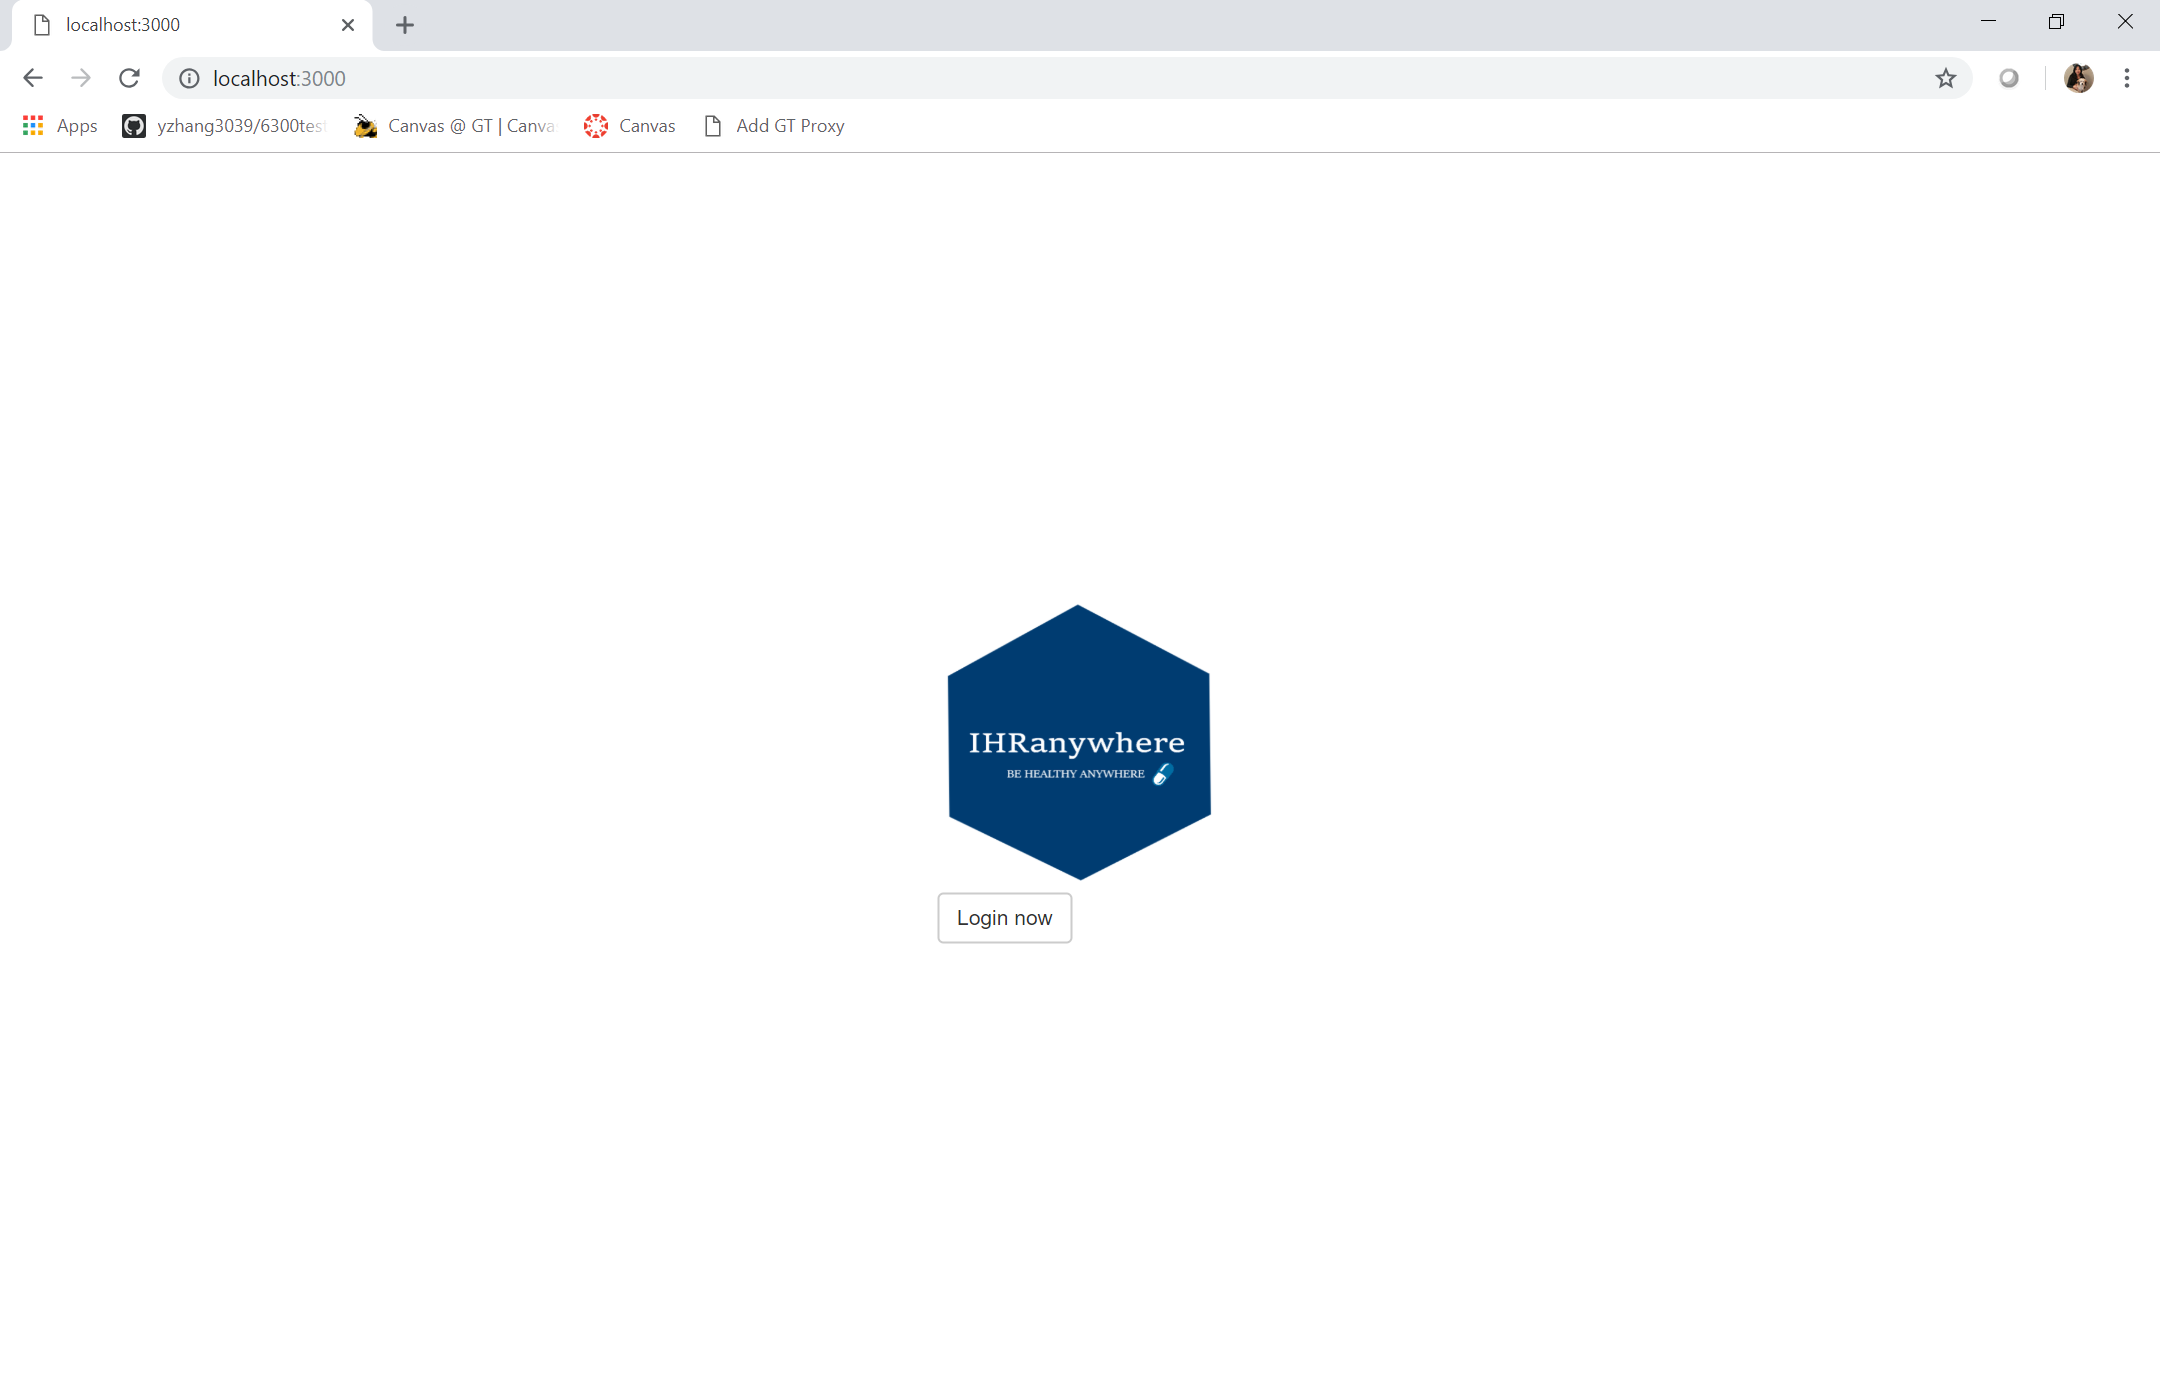 localhost:3000
localhost:3000
Apps
yzhang3039/6300test
Canvas @ GT | Canva
Canvas
Add GT Proxy
IHRanywhere
BE HEALTHY ANYWHERE
Login now